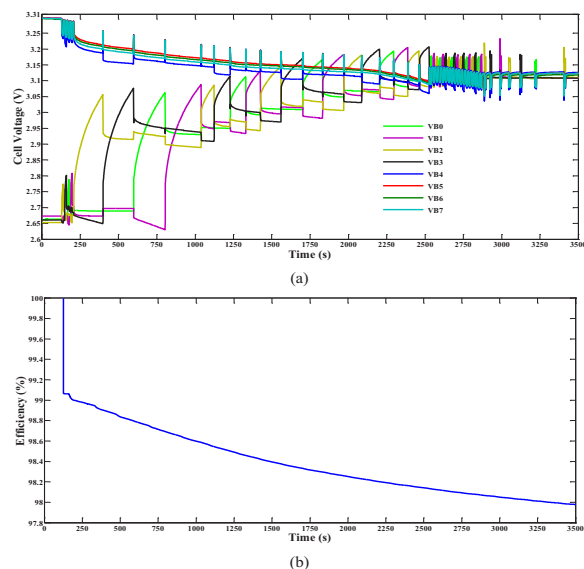 3.31
3.25
3.2
3.15
3.1
3.05
3
2.95
2.9
2.85
2.8
2.75
2.7
2.65
2.6
Cell Voltage (V)
VB0
VB1
VB2
VB3
VB4
VB5
VB6
VB7
0 250 500 750 1000 1250 1500 1750 2000 2250 2500 2750 3000 3250 3500
Time (s)
(a)
100
99.8
99.6
99.4
99.2
99
98.8
98.6
98.4
98.2
98
97.8
Efficiency (%)
0 250 500 750 1000 1250 1500 1750 2000 2250 2500 2750 3000 3250 3500
Time (s)
(b)